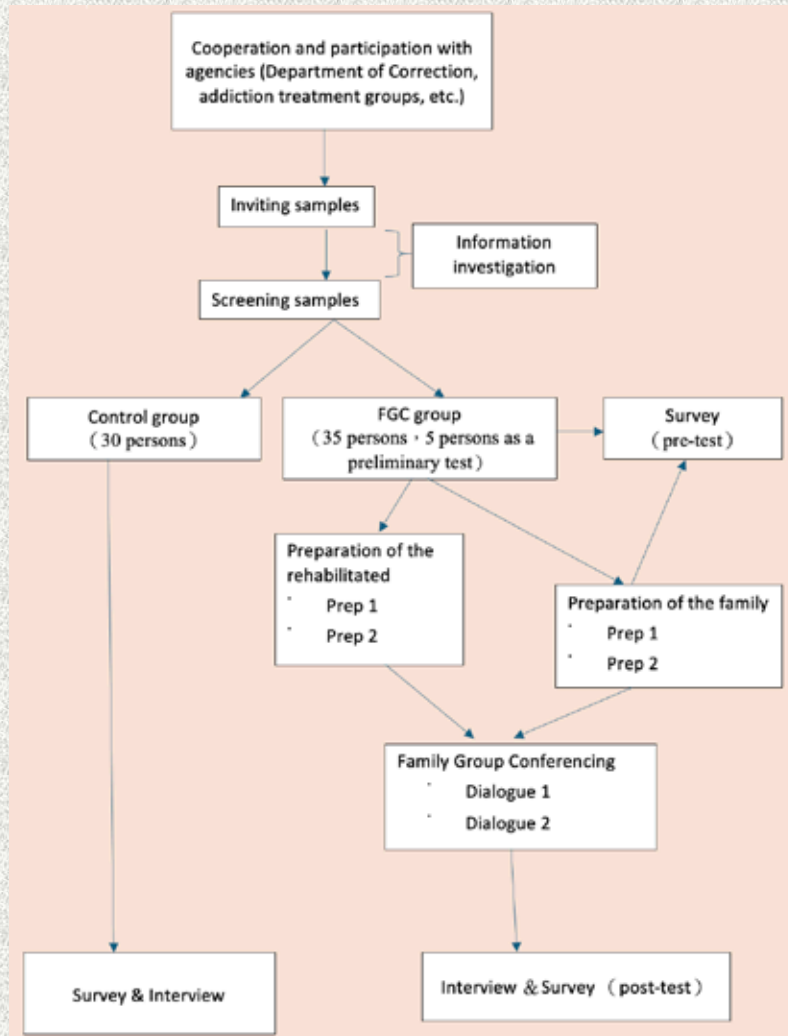 Cooperation and participation with
agencies (Department of Correction,
addiction treatment groups, etc.)
Inviting samples
Information
investigation
Screening samples
Control group
（30 persons）
FGC group
（35 persons，5 persons as a
preliminary test）
Survey
（pre-test）
Preparation of the
rehabilitated
· Prep 1
· Prep 2
Preparation of the family
· Prep 1
· Prep 2
Family Group Conferencing
· Dialogue 1
· Dialogue 2
Survey & Interview
Interview & Survey （post-test）